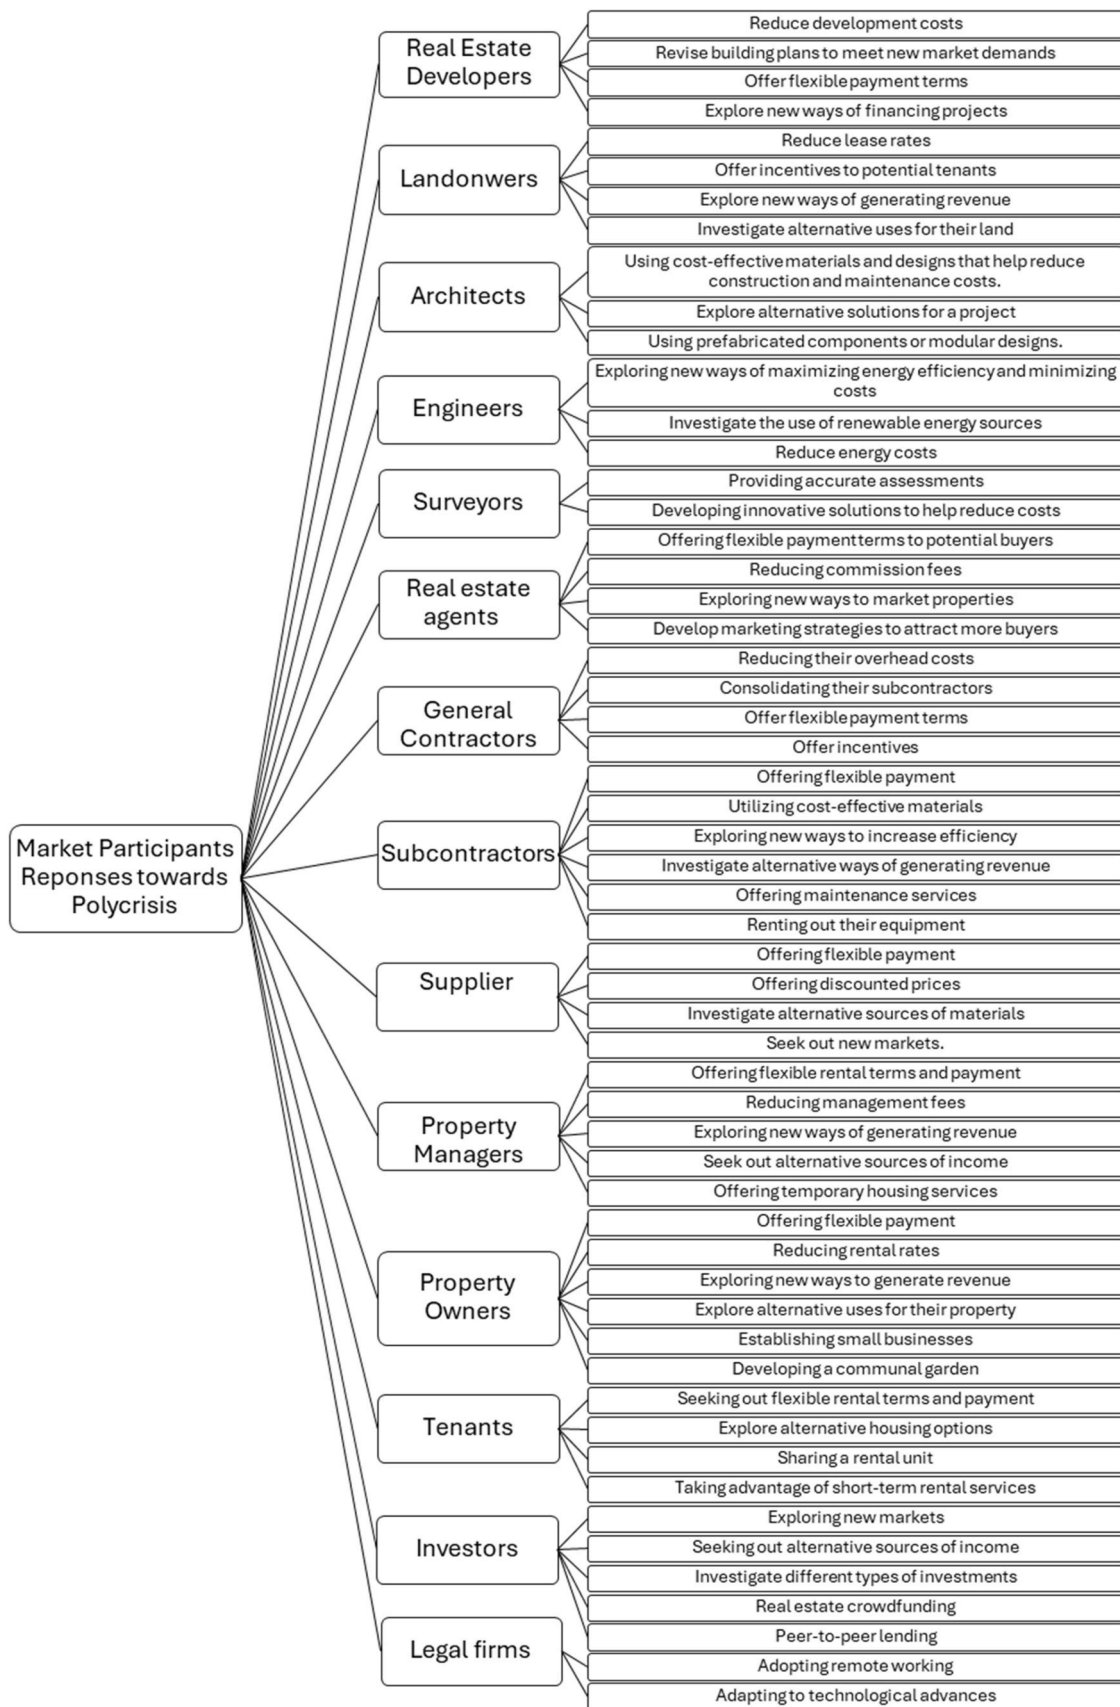 Market Participants
Reponses towards
Polycrisis
Real Estate
Developers
Reduce development costs
Revise building plans to meet new market demands
Offer flexible payment terms
Explore new ways of financing projects
Landonwers
Reduce lease rates
Offer incentives to potential tenants
Explore new ways of generating revenue
Investigate alternative uses for their land
Architects
Using cost-effective materials and designs that help reduce
construction and maintenance costs.
Explore alternative solutions for a project
Using prefabricated components or modular designs.
Engineers
Exploring new ways of maximizing energy efficiency and minimizing
costs
Investigate the use of renewable energy sources
Reduce energy costs
Surveyors
Providing accurate assessments
Developing innovative solutions to help reduce costs
Real estate
agents
Offering flexible payment terms to potential buyers
Reducing commission fees
Exploring new ways to market properties
Develop marketing strategies to attract more buyers
General
Contractors
Reducing their overhead costs
Consolidating their subcontractors
Offer flexible payment terms
Offer incentives
Subcontractors
Offering flexible payment
Utilizing cost-effective materials
Exploring new ways to increase efficiency
Investigate alternative ways of generating revenue
Offering maintenance services
Renting out their equipment
Supplier
Offering flexible payment
Offering discounted prices
Investigate alternative sources of materials
Seek out new markets.
Property
Managers
Offering flexible rental terms and payment
Reducing management fees
Exploring new ways of generating revenue
Seek out alternative sources of income
Offering temporary housing services
Property
Owners
Offering flexible payment
Reducing rental rates
Exploring new ways to generate revenue
Explore alternative uses for their property
Establishing small businesses
Developing a communal garden
Tenants
Seeking out flexible rental terms and payment
Explore alternative housing options
Sharing a rental unit
Taking advantage of short-term rental services
Investors
Exploring new markets
Seeking out alternative sources of income
Investigate different types of investments
Real estate crowdfunding
Peer-to-peer lending
Legal firms
Adopting remote working
Adapting to technological advances